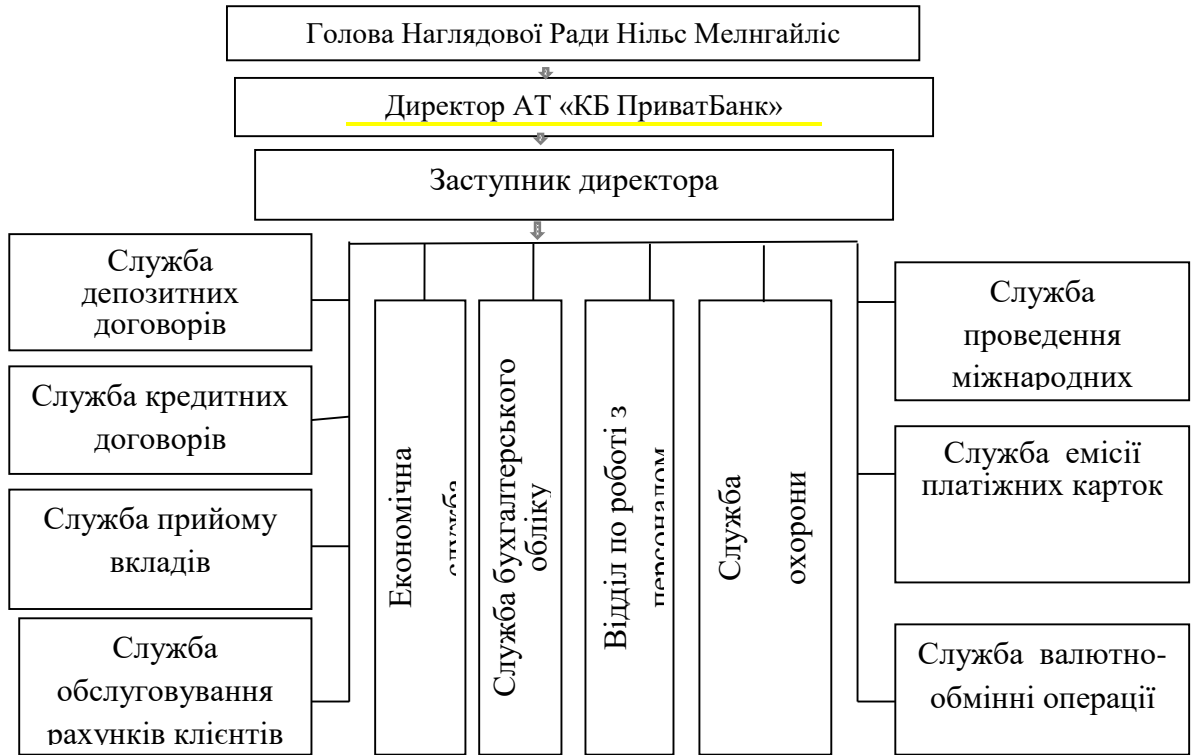 Голова Наглядової Ради Нільс Мелнгайліс
Директор АТ «КБ ПриватБанк»
Заступник директора
Служба
депозитних
договорів
Служба кредитних
договорів
Служба прийому
вкладів
Служба
обслуговування
рахунків клієнтів
Економічна
служба
Служба бухгалтерського
обліку
Відділ по роботі з
персоналом
Служба
охорони
Служба
проведення
міжнародних
Служба емісії
платіжних карток
Служба валютно-
обмінні операції